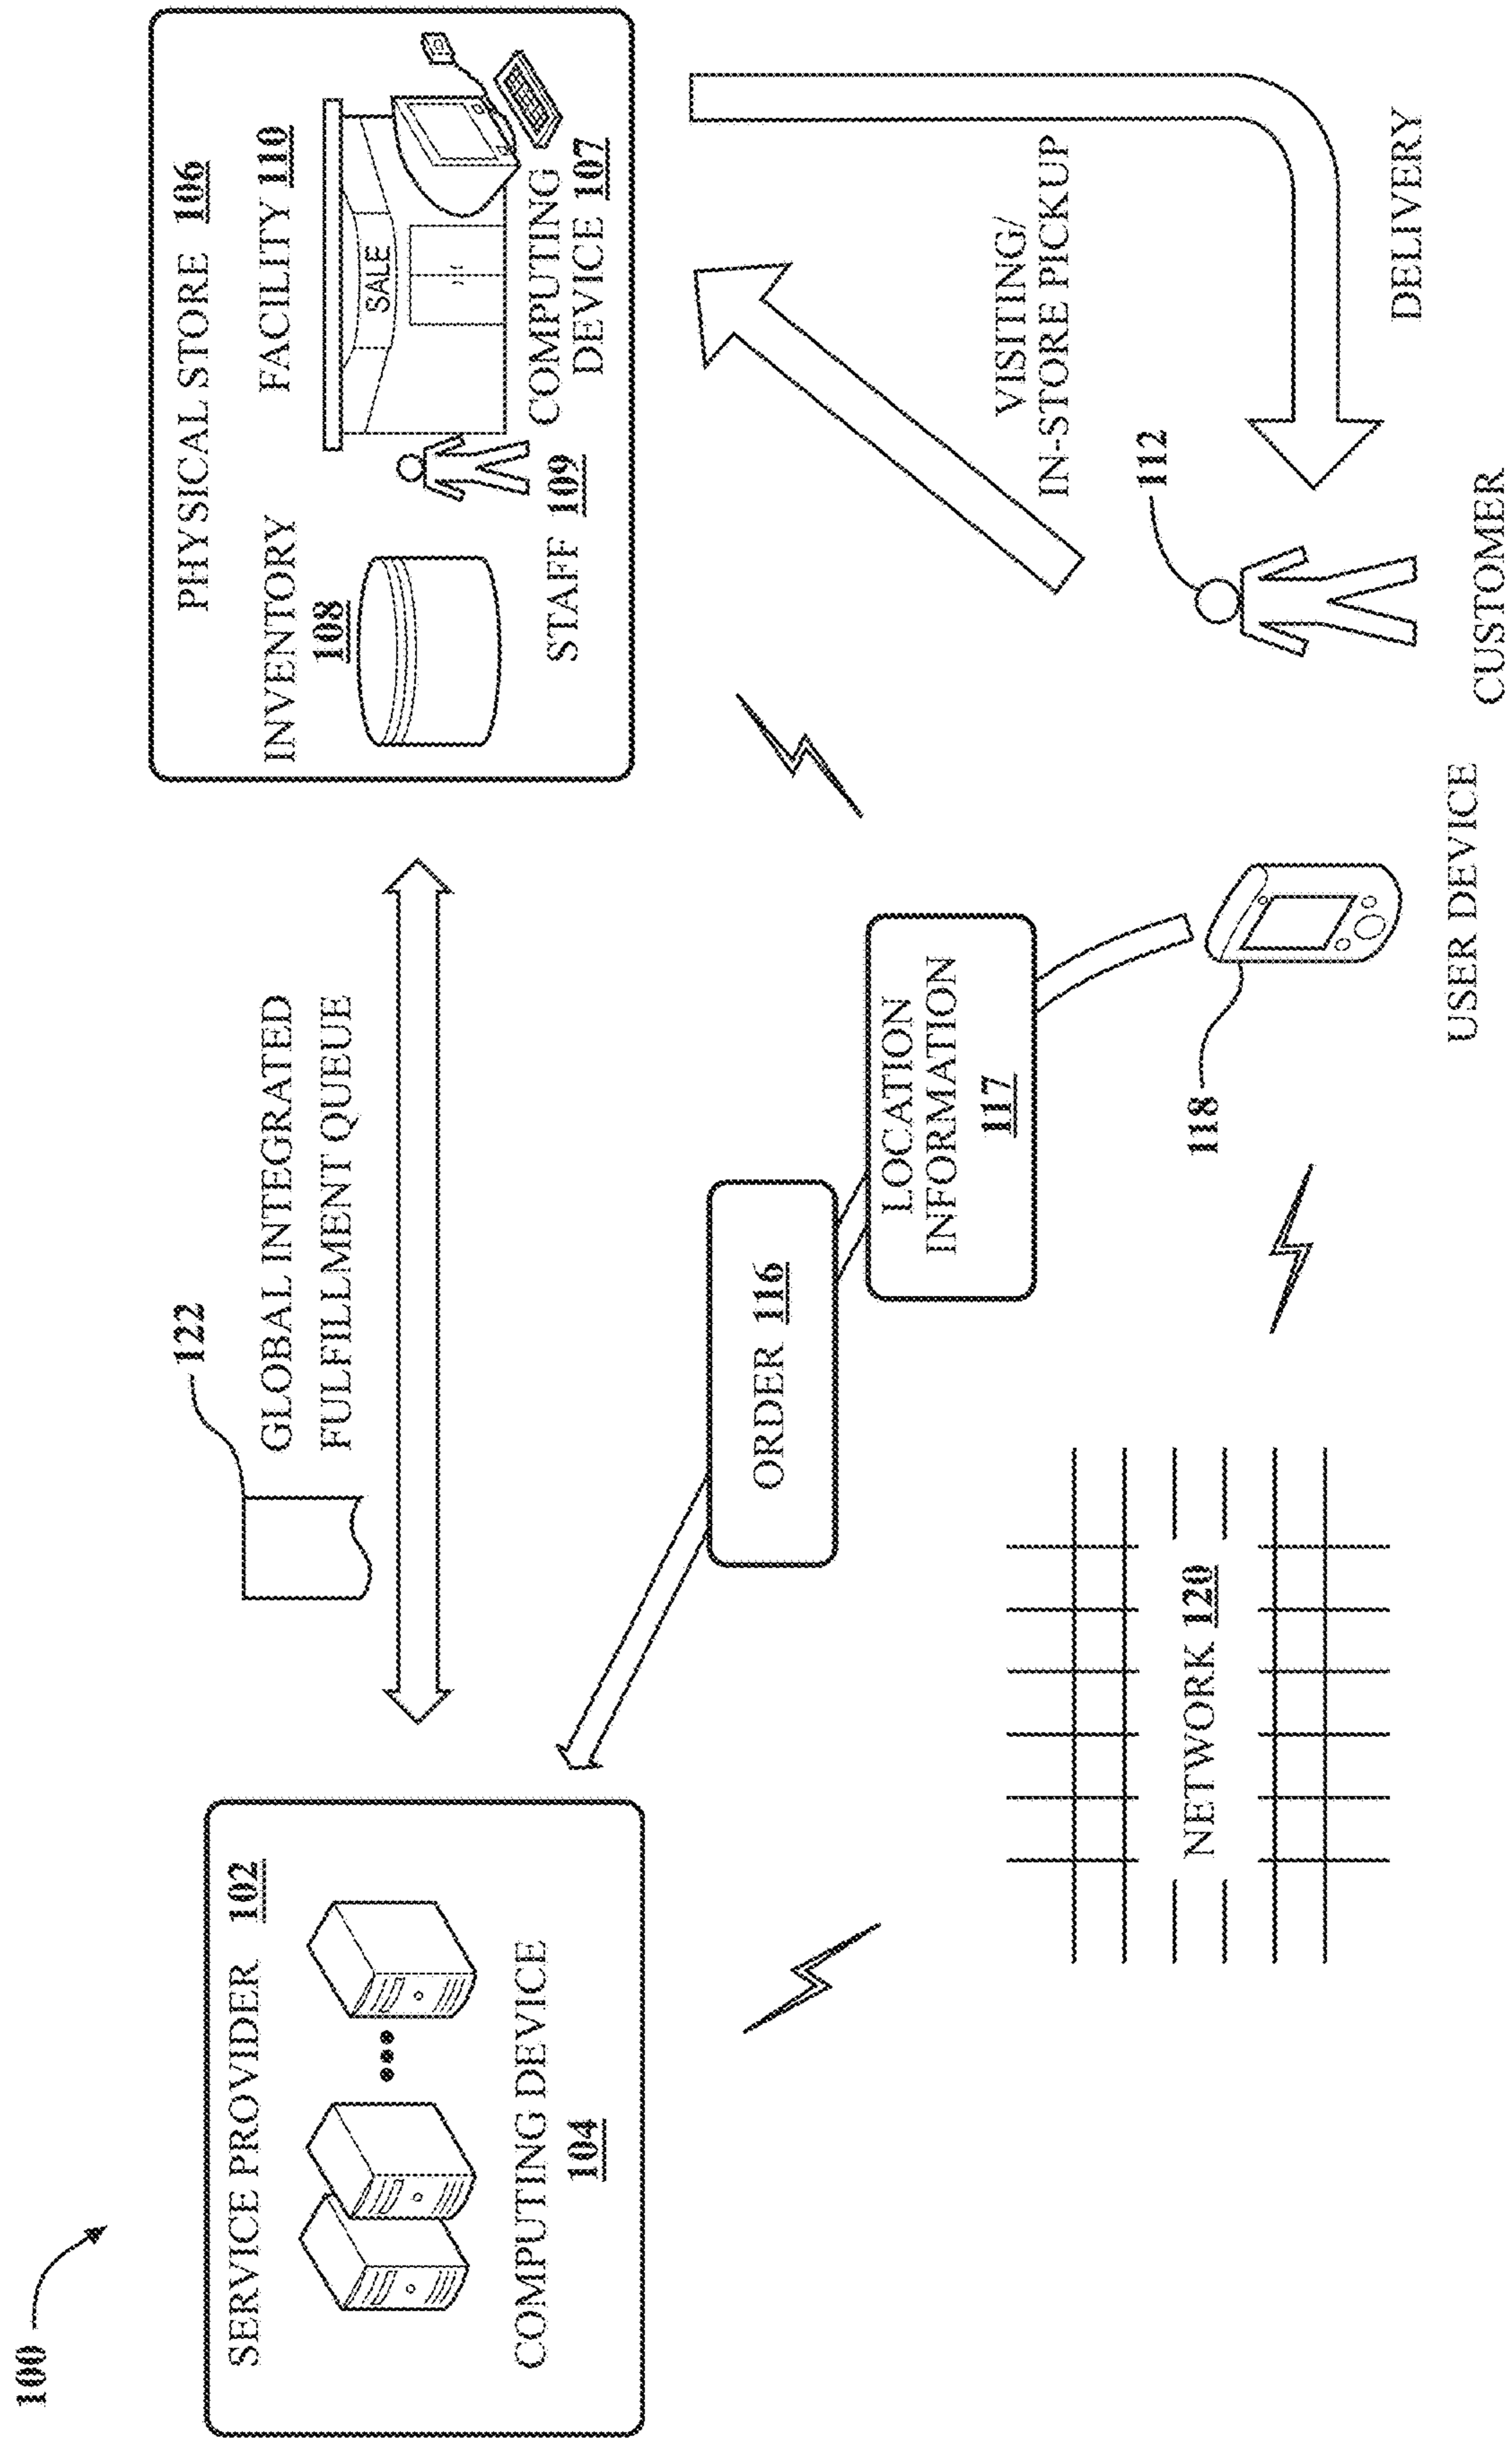 100
SERVICE PROVIDER 102
COMPUTING DEVICE
104
122
GLOBAL INTEGRATED
FULFILLMENT QUEUE
PHYSICAL STORE 106
INVENTORY
108
FACILITY 110
SALE
STAFF 109
COMPUTING
DEVICE 107
ORDER 116
LOCATION
INFORMATION
117
VISITING/
IN-STORE PICKUP
NETWORK 120
118
USER DEVICE
112
CUSTOMER
DELIVERY